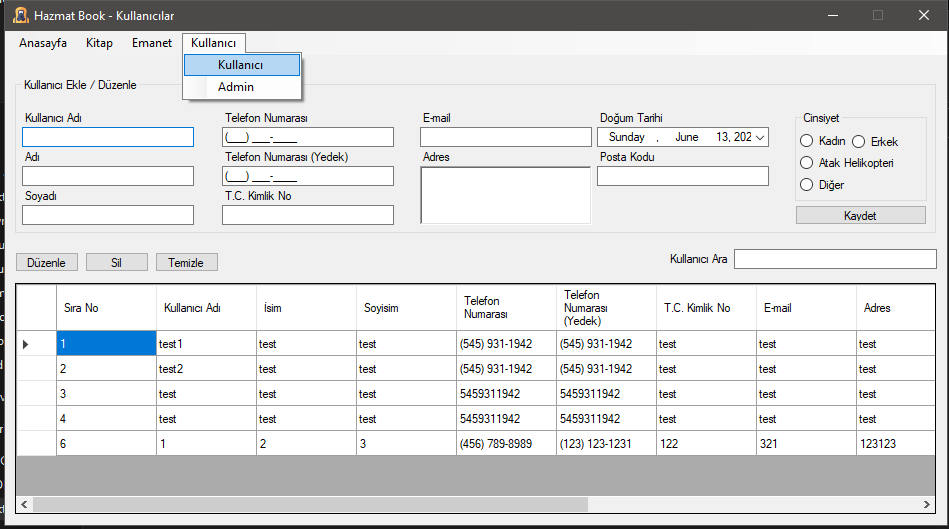 Hazmat Book - Kullanıcılar
Anasayfa Kitap Emanet Kullanıcı
Kullanıcı
Admin
Kullanıcı Ekle / Düzenle
Kullanıcı Adı Telefon Numarası E-mail Doğum Tarihi Cinsiyet
(___) ___-____ Sunday , June 13, 202 Kadın Erkek
Adı Telefon Numarası (Yedek) Adres Posta Kodu Atak Helikopteri
(___) ___-____ Diğer
Soyadı T.C. Kimlik No
Kaydet
Düzenle Sil Temizle Kullanıcı Ara
Sıra No Kullanıcı Adı İsim Soyisim Telefon Numarası Telefon Numarası (Yedek) T.C. Kimlik No E-mail Adres
1 test1 test test (545) 931-1942 (545) 931-1942 test test test
2 test2 test test (545) 931-1942 (545) 931-1942 test test test
3 test test test 5459311942 5459311942 test test test
4 test test test 5459311942 5459311942 test test test
6 1 2 3 (456) 789-8989 (123) 123-1231 122 321 123123